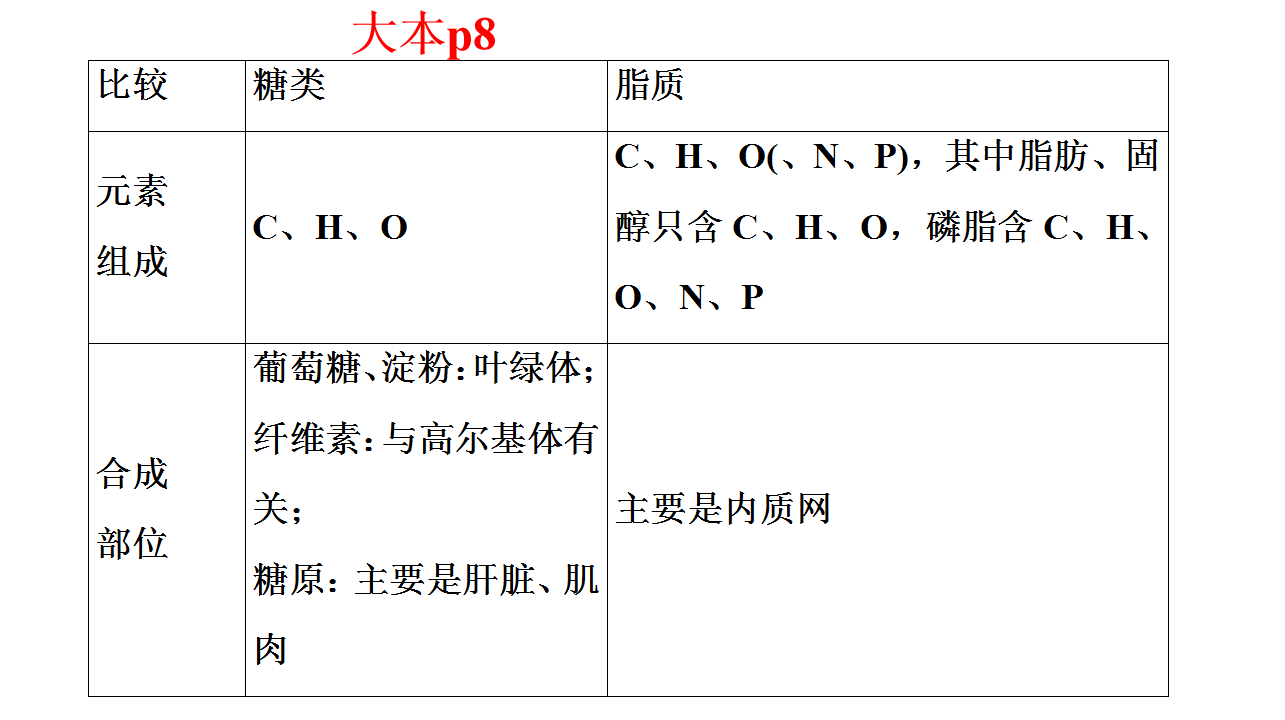 大本p8
比较
糖类
脂质
元素
组成
C、H、O
C、H、O(、N、P)，其中脂肪、固
醇只含 C、H、O，磷脂含 C、H、
O、N、P
合成
部位
葡萄糖、淀粉：叶绿体；
纤维素：与高尔基体有
关；
糖原：主要是肝脏、肌
肉
主要是内质网